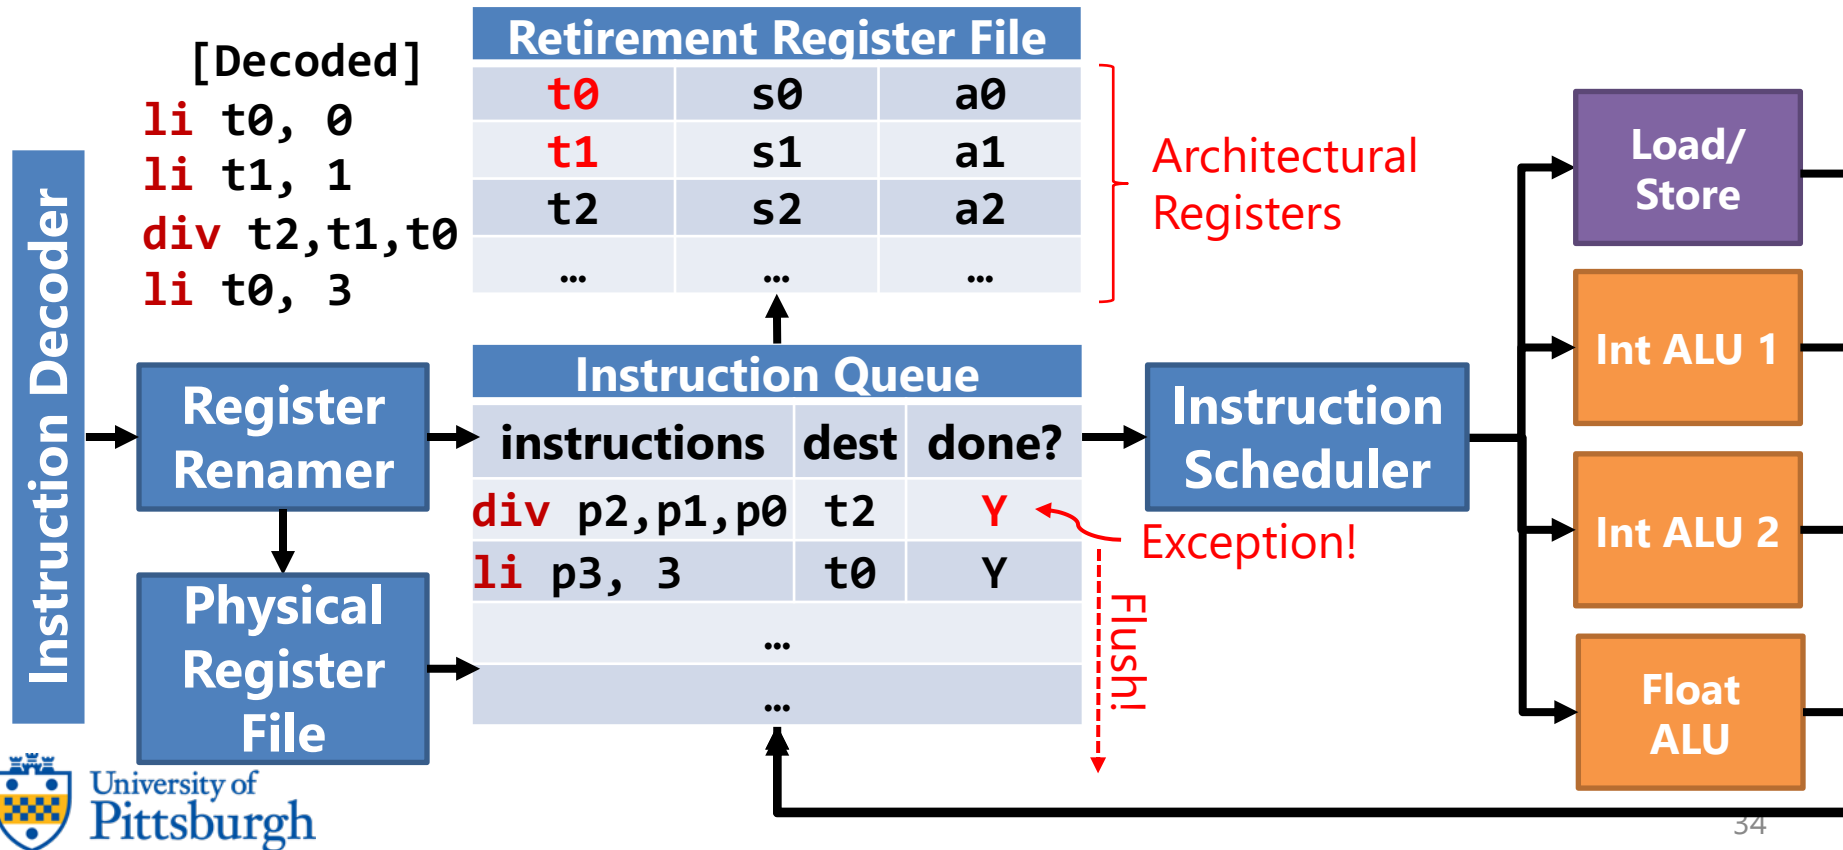 [Decoded]
li t0, 0
li t1, 1
div t2,t1,t0
li t0, 3
Instruction Decoder
Retirement Register File
t0 s0 a0
t1 s1 a1
t2 s2 a2
… … …
Architectural
Registers
Register
Renamer
Physical
Register
File
Instruction Queue
instructions dest done?
div p2,p1,p0 t2 Y
li p3, 3 t0 Y
…
…
Exception!
Flush!
Instruction
Scheduler
Load/
Store
Int ALU 1
Int ALU 2
Float
ALU
University of
Pittsburgh
34